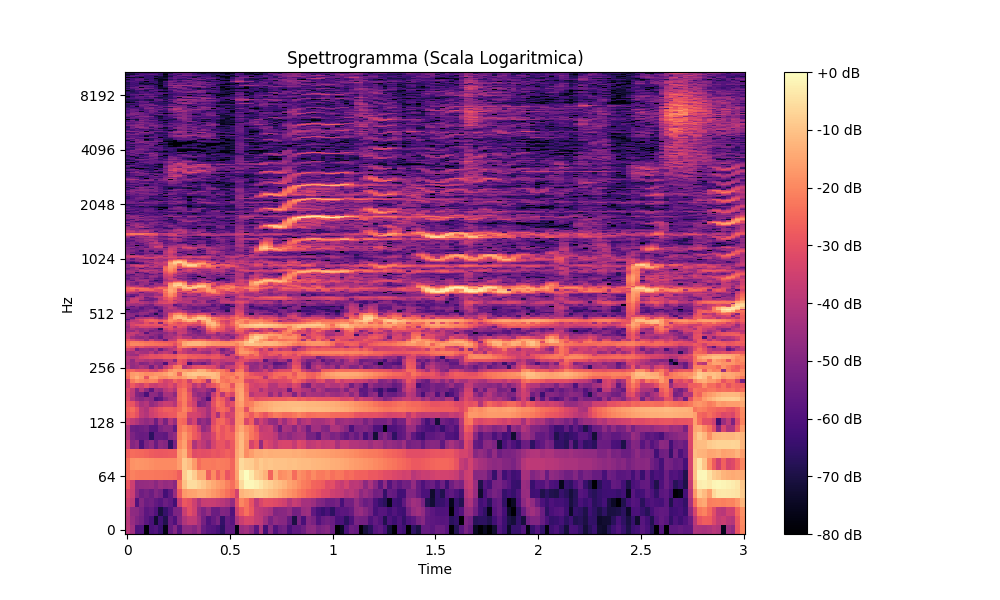 Spettrogramma (Scala Logaritmica)
8192
4096
2048
1024
512
256
128
64
0
Hz
0
0.5
1
1.5
2
2.5
3
Time
+0 dB
-10 dB
-20 dB
-30 dB
-40 dB
-50 dB
-60 dB
-70 dB
-80 dB